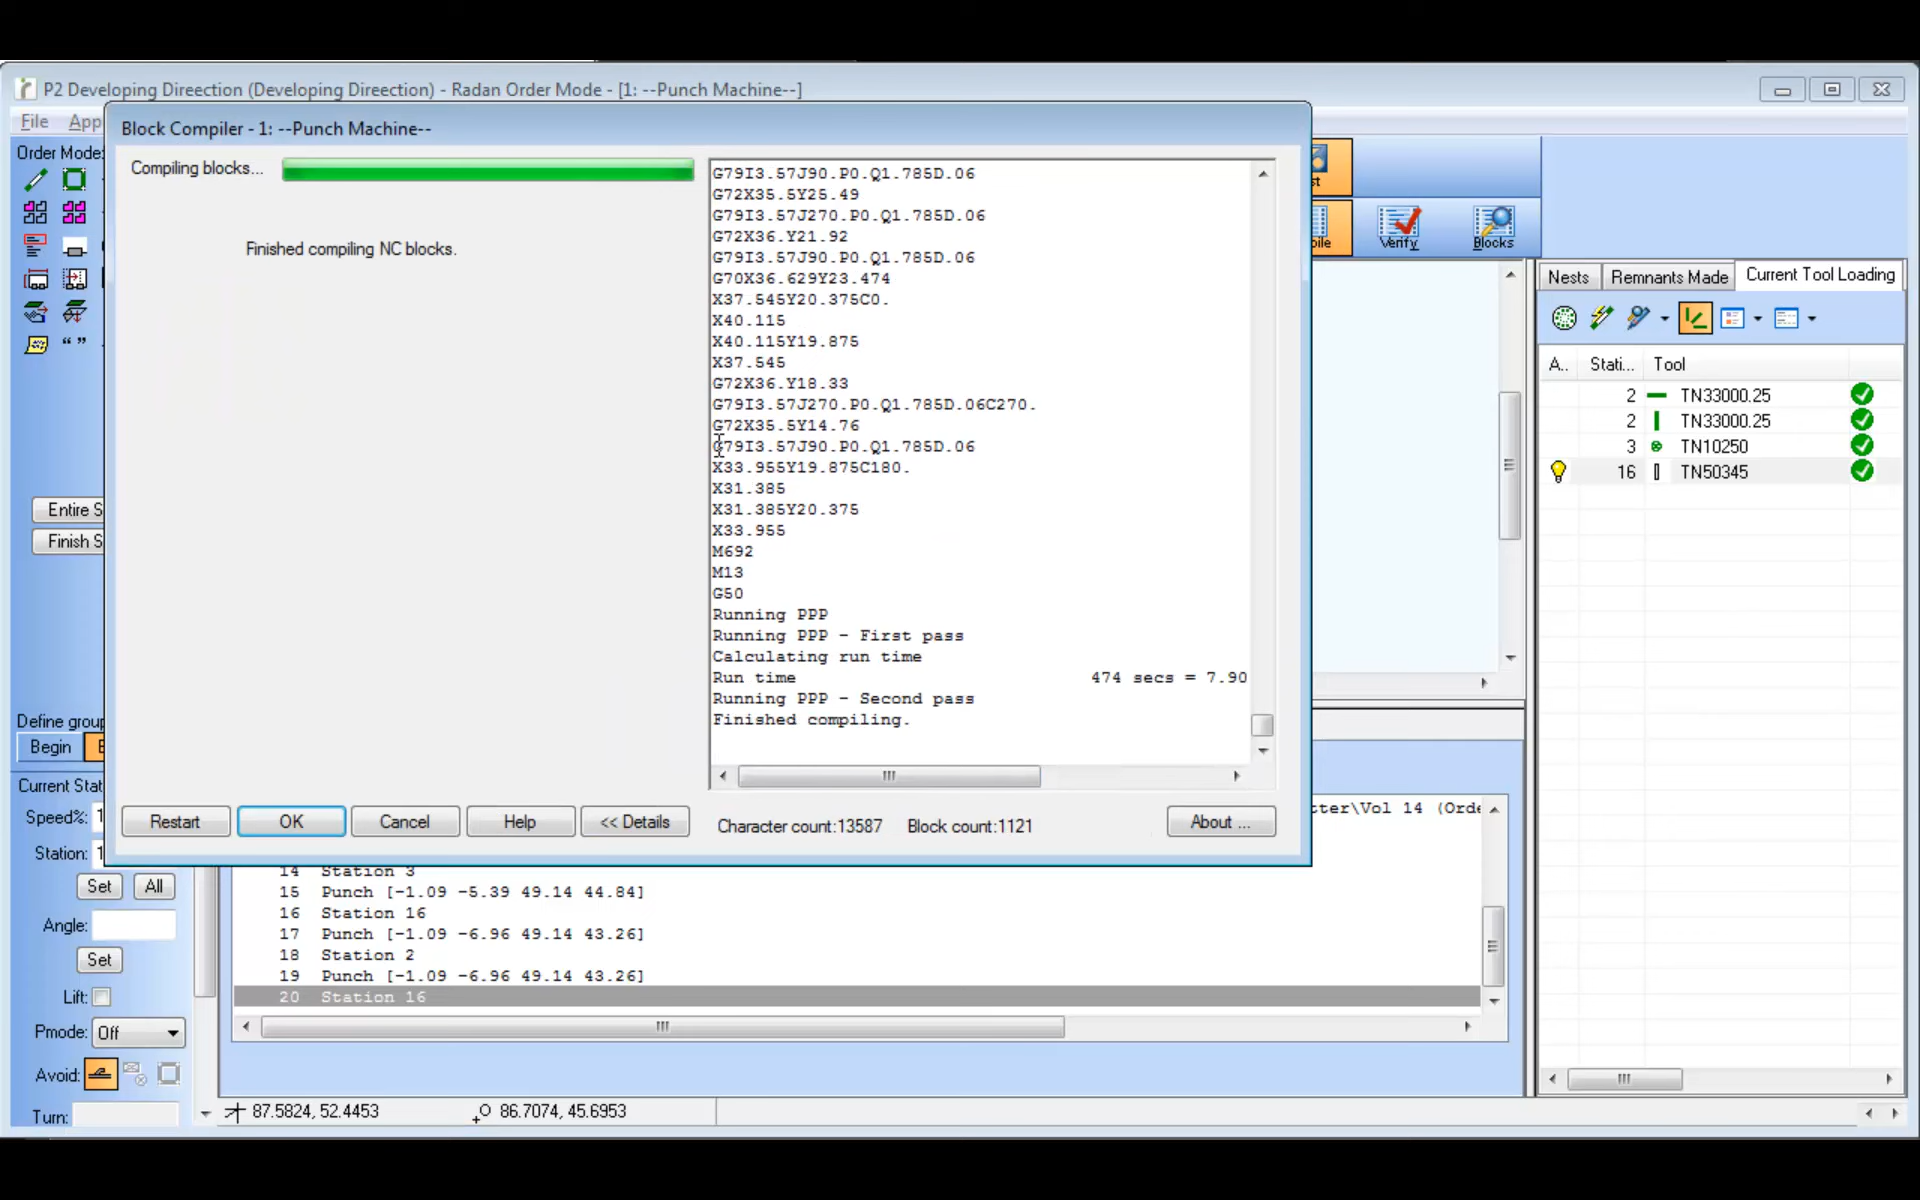 P2 Developing Direection (Developing Direection) - Radan Order Mode - [1: --Punch Machine--]
File App
Block Compiler - 1: --Punch Machine--
Order Mode:
Compiling blocks...
Finished compiling NC blocks.
G79I3.57J90.P0.Q1.785D.06
G72X35.5Y25.49
G79I3.57J270.P0.Q1.785D.06
G72X36.Y21.92
G79I3.57J90.P0.Q1.785D.06
G70X36.629Y23.474
X37.545Y20.375C0.
X40.115
X40.115Y19.875
X37.545
G72X36.Y18.33
G79I3.57J270.P0.Q1.785D.06C270.
G72X35.5Y14.76
G79I3.57J90.P0.Q1.785D.06
X33.955Y19.875C180.
X31.385
X31.385Y20.375
X33.955
M692
M13
G50
Running PPP
Running PPP - First pass
Calculating run time
Run time 474 secs = 7.90
Running PPP - Second pass
Finished compiling.
Restart
OK
Cancel
Help
<< Details
Character count:13587
Block count:1121
About ...
Verify
Blocks
Nests
Remnants Made
Current Tool Loading
A..
Stati...
Tool
2 TN33000.25
2 TN33000.25
3 TN10250
16 TN50345
Entire S
Finish S
Define group
Begin
Current Stat
Speed%: 1
Station: 1
Set
All
Angle:
Set
Lift:
Pmode: Off
Avoid:
Turn:
tter\Vol 14 (Orde
14 Station 3
15 Punch [-1.09 -5.39 49.14 44.84]
16 Station 16
17 Punch [-1.09 -6.96 49.14 43.26]
18 Station 2
19 Punch [-1.09 -6.96 49.14 43.26]
20 Station 16
87.5824, 52.4453
86.7074, 45.6953